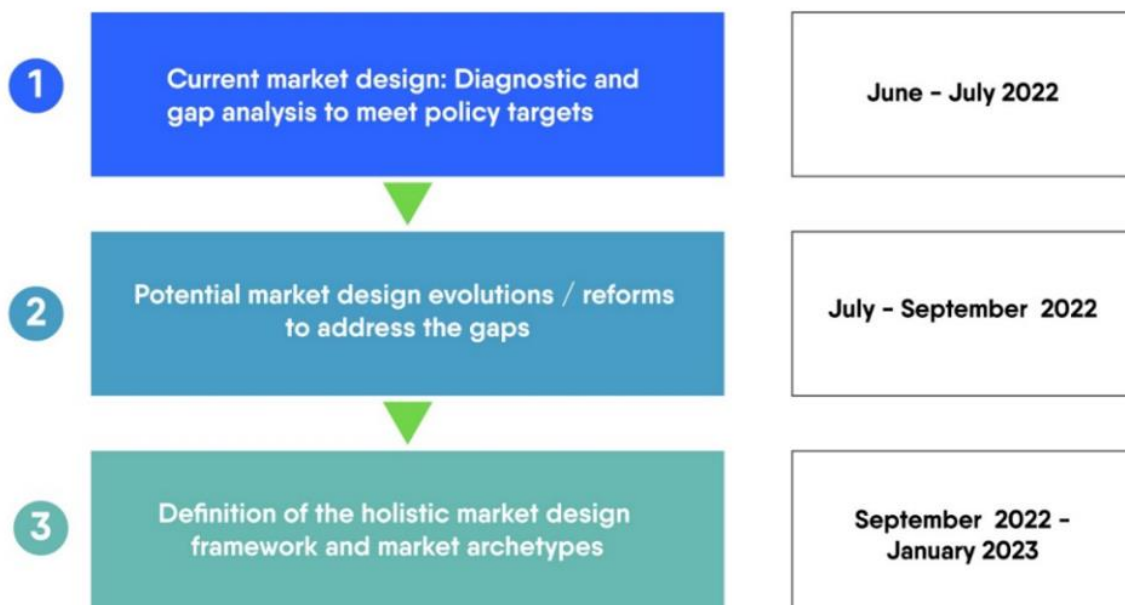 1
Current market design: Diagnostic and
gap analysis to meet policy targets
June - July 2022
2
Potential market design evolutions / reforms
to address the gaps
July - September 2022
3
Definition of the holistic market design
framework and market archetypes
September 2022 -
January 2023